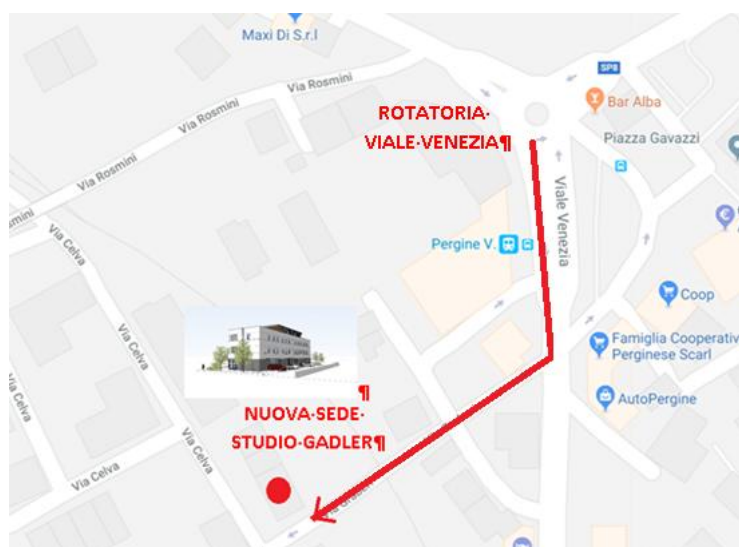 Maxi Di S.r.l
SP8
Via Rosmini
Bar Alba
ROTATORIA·
VIALE·VENEZIA¶
Via Rosmini
Piazza Gavazzi
Via Rosmini
Viale Venezia
Via Celva
Pergine V.
Coop
Via Celva
Famiglia Cooperativ
Perginese Scarl
¶
NUOVA·SEDE·
STUDIO·GADLER¶
AutoPergine
Via Celva
Via Celva
Via Celva